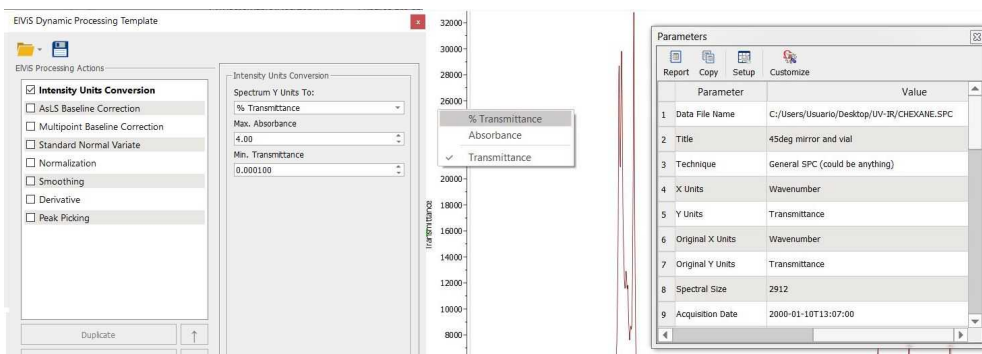 ElViS Dynamic Processing Template
x
ElViS Processing Actions
Intensity Units Conversion
AsLS Baseline Correction
Multipoint Baseline Correction
Standard Normal Variate
Normalization
Smoothing
Derivative
Peak Picking
Duplicate
↑
Intensity Units Conversion
Spectrum Y Units To:
% Transmittance
Max. Absorbance
4.00
Min. Transmittance
0.000100
32000
30000
28000
26000
20000
18000
16000
14000
12000
10000
8000
Transmittance
% Transmittance
Absorbance
✓ Transmittance
Parameters
Report Copy Setup Customize
Parameter Value
1 Data File Name C:/Users/Usuario/Desktop/UV-IR/CHEXANE.SPC
2 Title 45deg mirror and vial
3 Technique General SPC (could be anything)
4 X Units Wavenumber
5 Y Units Transmittance
6 Original X Units Wavenumber
7 Original Y Units Transmittance
8 Spectral Size 2912
9 Acquisition Date 2000-01-10T13:07:00